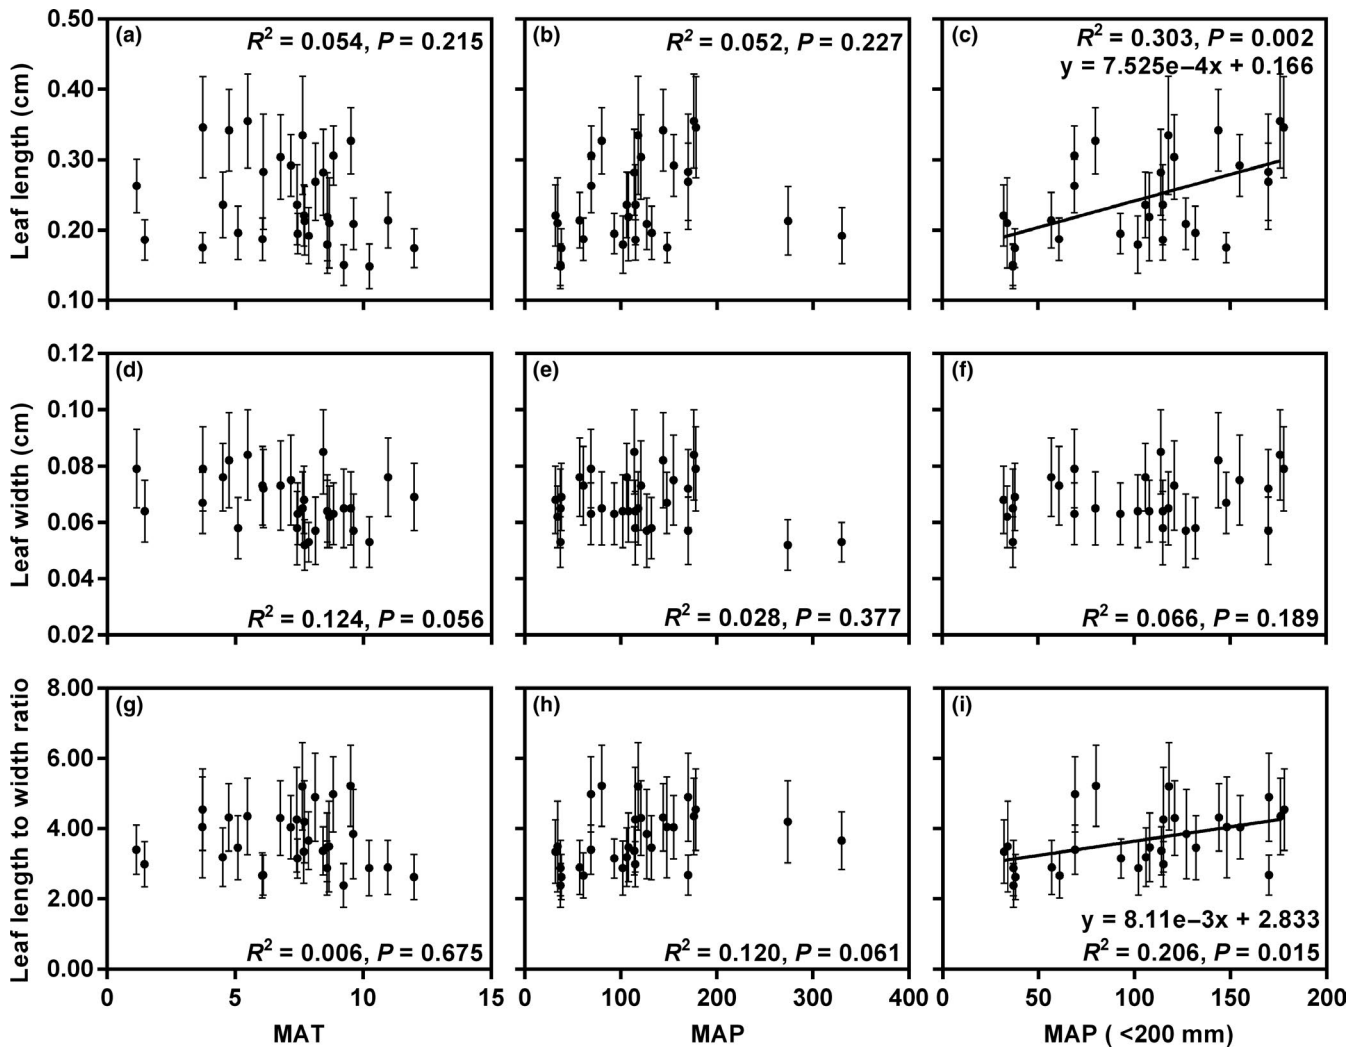 (a)
R² = 0.054, P = 0.215
(b)
R² = 0.052, P = 0.227
(c)
R² = 0.303, P = 0.002
y = 7.525e−4x + 0.166
0.50
0.40
0.30
0.20
0.10
Leaf length (cm)
(d)
R² = 0.124, P = 0.056
(e)
R² = 0.028, P = 0.377
(f)
R² = 0.066, P = 0.189
0.12
0.10
0.08
0.06
0.04
0.02
Leaf width (cm)
(g)
R² = 0.006, P = 0.675
(h)
R² = 0.120, P = 0.061
(i)
y = 8.11e−3x + 2.833
R² = 0.206, P = 0.015
8.00
6.00
4.00
2.00
0.00
Leaf length to width ratio
0 5 10 15
0 100 200 300 400
0 50 100 150 200
MAT
MAP
MAP ( <200 mm)